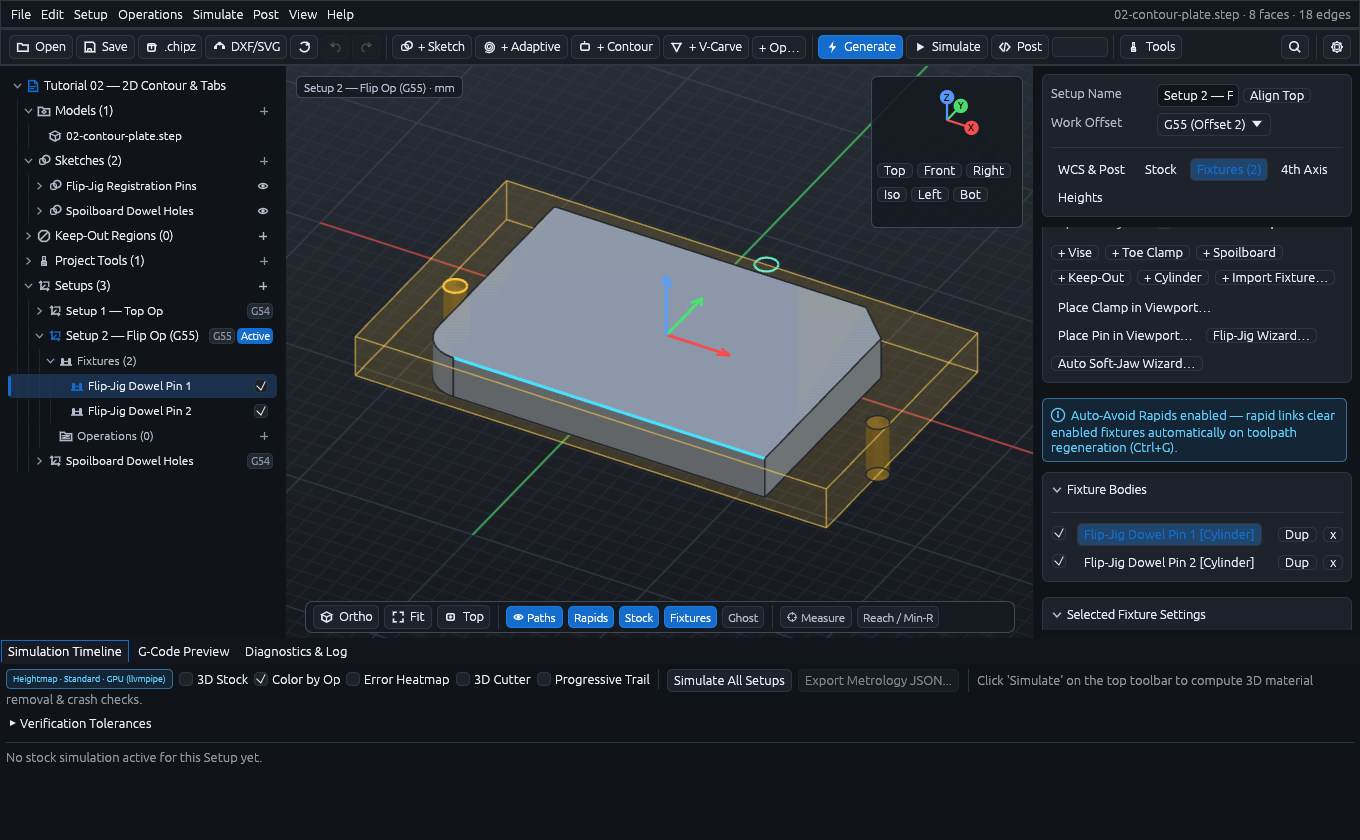 File Edit Setup Operations Simulate Post View Help
02-contour-plate.step · 8 faces · 18 edges
Open Save .chipz DXF/SVG + Sketch + Adaptive + Contour + V-Carve + Op... Generate Simulate Post Tools
Tutorial 02 — 2D Contour & Tabs
Models (1) +
02-contour-plate.step
Sketches (2) +
Flip-Jig Registration Pins
Spoilboard Dowel Holes
Keep-Out Regions (0) +
Project Tools (1) +
Setups (3) +
Setup 1 — Top Op G54
Setup 2 — Flip Op (G55) G55 Active
Fixtures (2)
Flip-Jig Dowel Pin 1
Flip-Jig Dowel Pin 2
Operations (0) +
Spoilboard Dowel Holes G54
Setup 2 — Flip Op (G55) · mm
Z
Y
X
Top Front Right
Iso Left Bot
Ortho Fit Top Paths Rapids Stock Fixtures Ghost Measure Reach / Min-R
Setup Name Setup 2 — F Align Top
Work Offset G55 (Offset 2)
WCS & Post Stock Fixtures (2) 4th Axis
Heights
+ Vise + Toe Clamp + Spoilboard
+ Keep-Out + Cylinder + Import Fixture...
Place Clamp in Viewport...
Place Pin in Viewport... Flip-Jig Wizard...
Auto Soft-Jaw Wizard...
Auto-Avoid Rapids enabled — rapid links clear
enabled fixtures automatically on toolpath
regeneration (Ctrl+G).
Fixture Bodies
Flip-Jig Dowel Pin 1 [Cylinder] Dup x
Flip-Jig Dowel Pin 2 [Cylinder] Dup x
Selected Fixture Settings
Simulation Timeline G-Code Preview Diagnostics & Log
Heightmap · Standard · GPU (llvmpipe) 3D Stock Color by Op Error Heatmap 3D Cutter Progressive Trail Simulate All Setups Export Metrology JSON... Click 'Simulate' on the top toolbar to compute 3D material
removal & crash checks.
Verification Tolerances
No stock simulation active for this Setup yet.